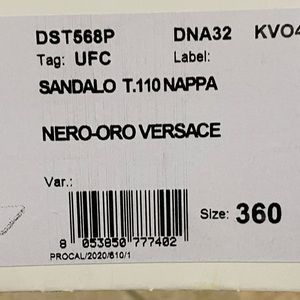 DST568P DNA32 KVO4
Tag: UFC Label:
SANDALO T.110 NAPPA
NERO-ORO VERSACE
Var.:
Size: 360
8 053850 777402
PROCAL/2020/610/1